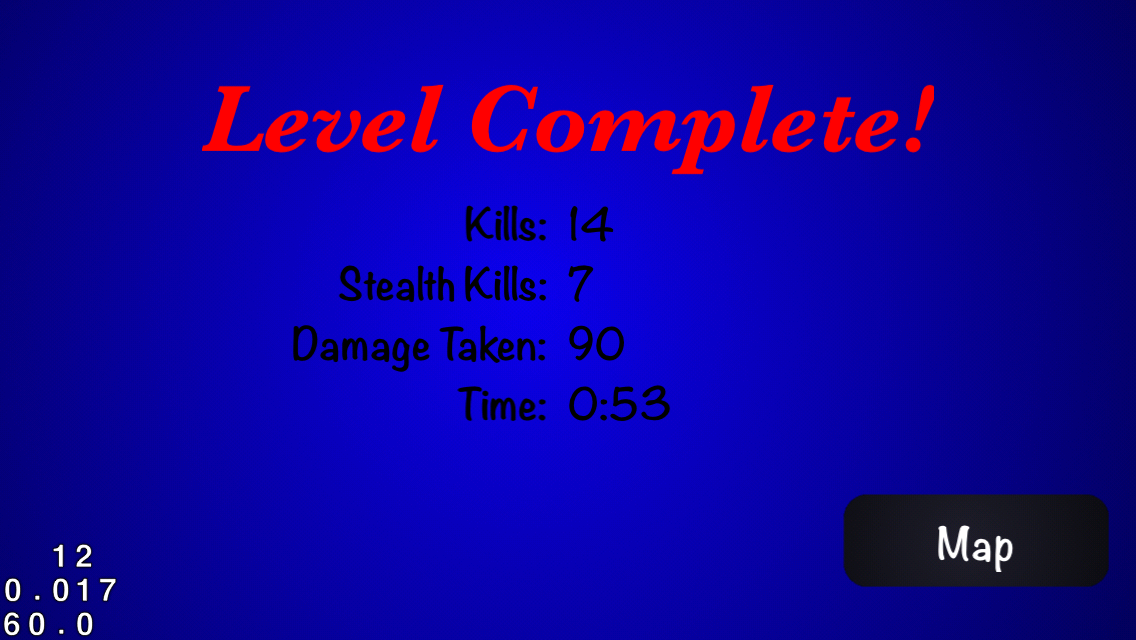 Level Complete!
Kills: 14
Stealth Kills: 7
Damage Taken: 90
Time: 0:53
Map
12
0.017
60.0